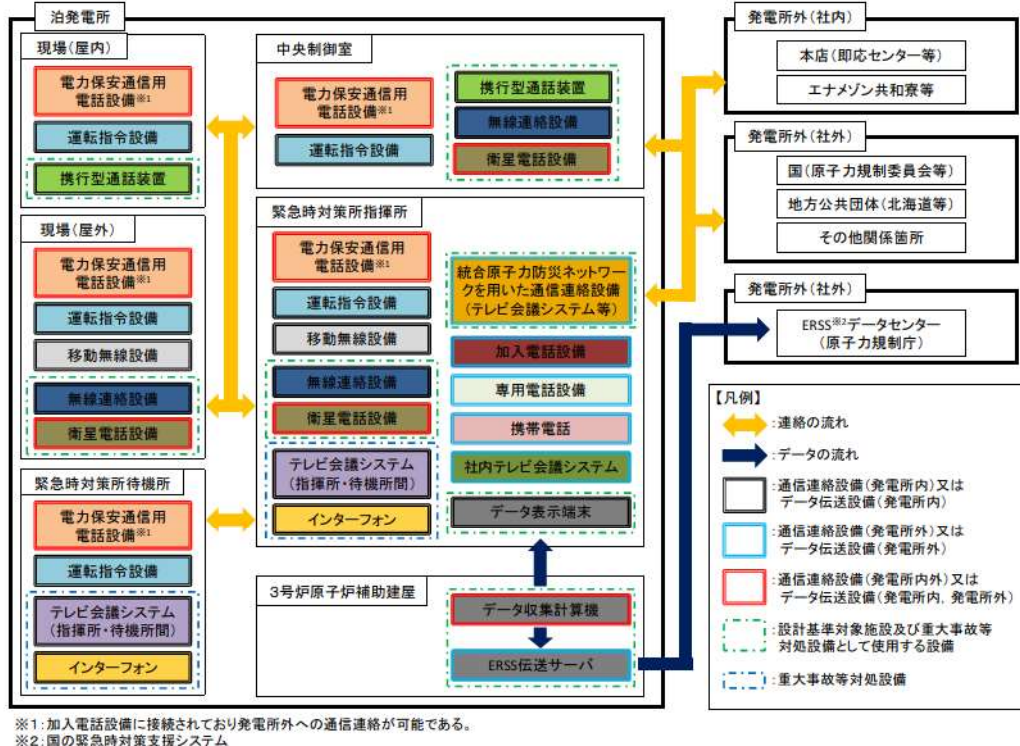 泊発電所
現場(屋内)
電力保安通信用
電話設備※1
運転指令設備
携行型通話装置
現場(屋外)
電力保安通信用
電話設備※1
運転指令設備
移動無線設備
無線連絡設備
衛星電話設備
緊急時対策所待機所
電力保安通信用
電話設備※1
運転指令設備
テレビ会議システム
(指揮所・待機所間)
インターフォン
中央制御室
電力保安通信用
電話設備※1
運転指令設備
携行型通話装置
無線連絡設備
衛星電話設備
緊急時対策所指揮所
電力保安通信用
電話設備※1
運転指令設備
移動無線設備
無線連絡設備
衛星電話設備
テレビ会議システム
(指揮所・待機所間)
インターフォン
統合原子力防災ネットワー
クを用いた通信連絡設備
(テレビ会議システム等)
加入電話設備
専用電話設備
携帯電話
社内テレビ会議システム
データ表示端末
3号炉原子炉補助建屋
データ収集計算機
ERSS伝送サーバ
発電所外(社内)
本店(即応センター等)
エナメゾン共和寮等
発電所外(社外)
国(原子力規制委員会等)
地方公共団体(北海道等)
その他関係箇所
発電所外(社外)
ERSS※2データセンター
(原子力規制庁)
【凡例】
:連絡の流れ
:データの流れ
:通信連絡設備(発電所内)又は
データ伝送設備(発電所内)
:通信連絡設備(発電所外)又は
データ伝送設備(発電所外)
:通信連絡設備(発電所内外)又は
データ伝送設備(発電所内、発電所外)
:設計基準対象施設及び重大事故等
対処設備として使用する設備
:重大事故等対処設備
※1:加入電話設備に接続されており発電所外への通信連絡が可能である。
※2:国の緊急時対策支援システム